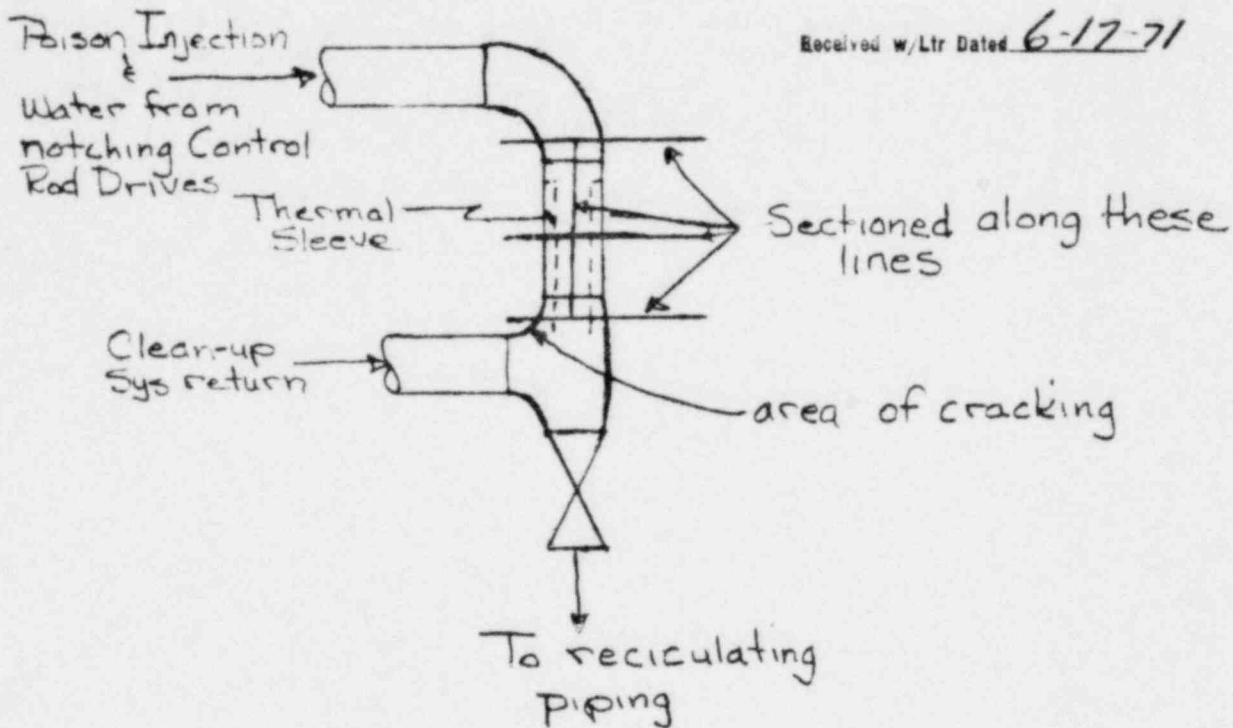 Poison Injection
&
Water from
notching Control
Rod Drives
Received w/Ltr Dated 6-17-71
Thermal
Sleeve
Sectioned along these
lines
Clean-up
Sys return
area of cracking
To reciculating
piping